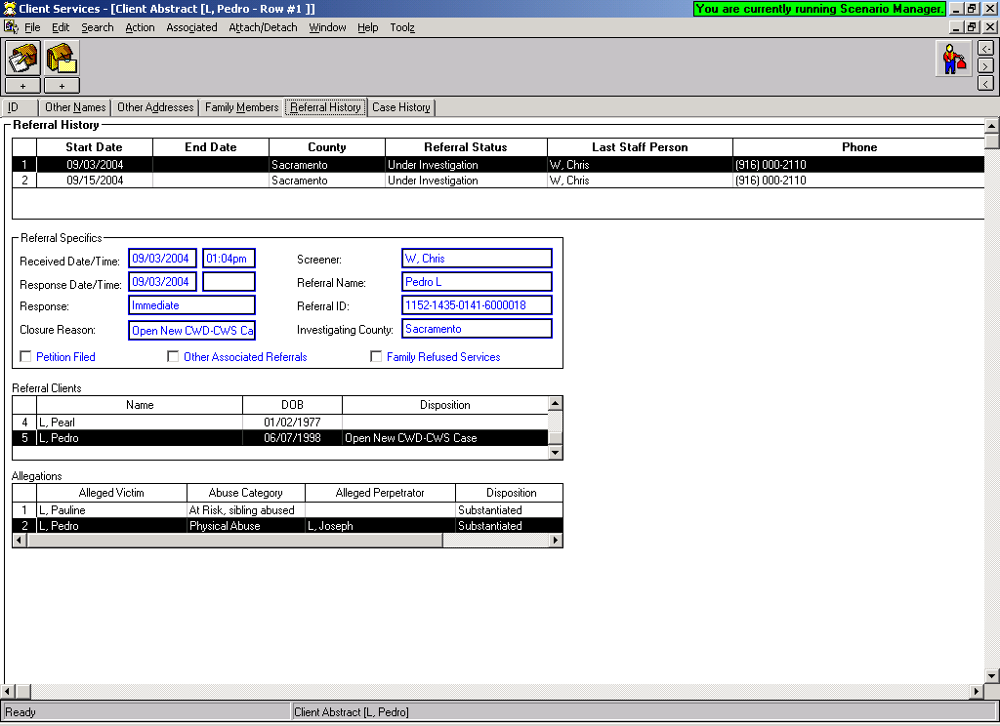 Client Services - [Client Abstract [L, Pedro - Row #1 ]]
You are currently running Scenario Manager.
File Edit Search Action Associated Attach/Detach Window Help Toolz
+ +
ID Other Names Other Addresses Family Members Referral History Case History
Referral History
Start Date End Date County Referral Status Last Staff Person Phone
1 09/03/2004 Sacramento Under Investigation W, Chris (916) 000-2110
2 09/15/2004 Sacramento Under Investigation W, Chris (916) 000-2110
Referral Specifics
Received Date/Time: 09/03/2004 01:04pm Screener: W, Chris
Response Date/Time: 09/03/2004 Referral Name: Pedro L
Response: Immediate Referral ID: 1152-1435-0141-6000018
Closure Reason: Open New CWD-CWS Ca Investigating County: Sacramento
Petition Filed Other Associated Referrals Family Refused Services
Referral Clients
Name DOB Disposition
4 L, Pearl 01/02/1977
5 L, Pedro 06/07/1998 Open New CWD-CWS Case
Allegations
Alleged Victim Abuse Category Alleged Perpetrator Disposition
1 L, Pauline At Risk, sibling abused Substantiated
2 L, Pedro Physical Abuse L, Joseph Substantiated
Ready Client Abstract [L, Pedro]